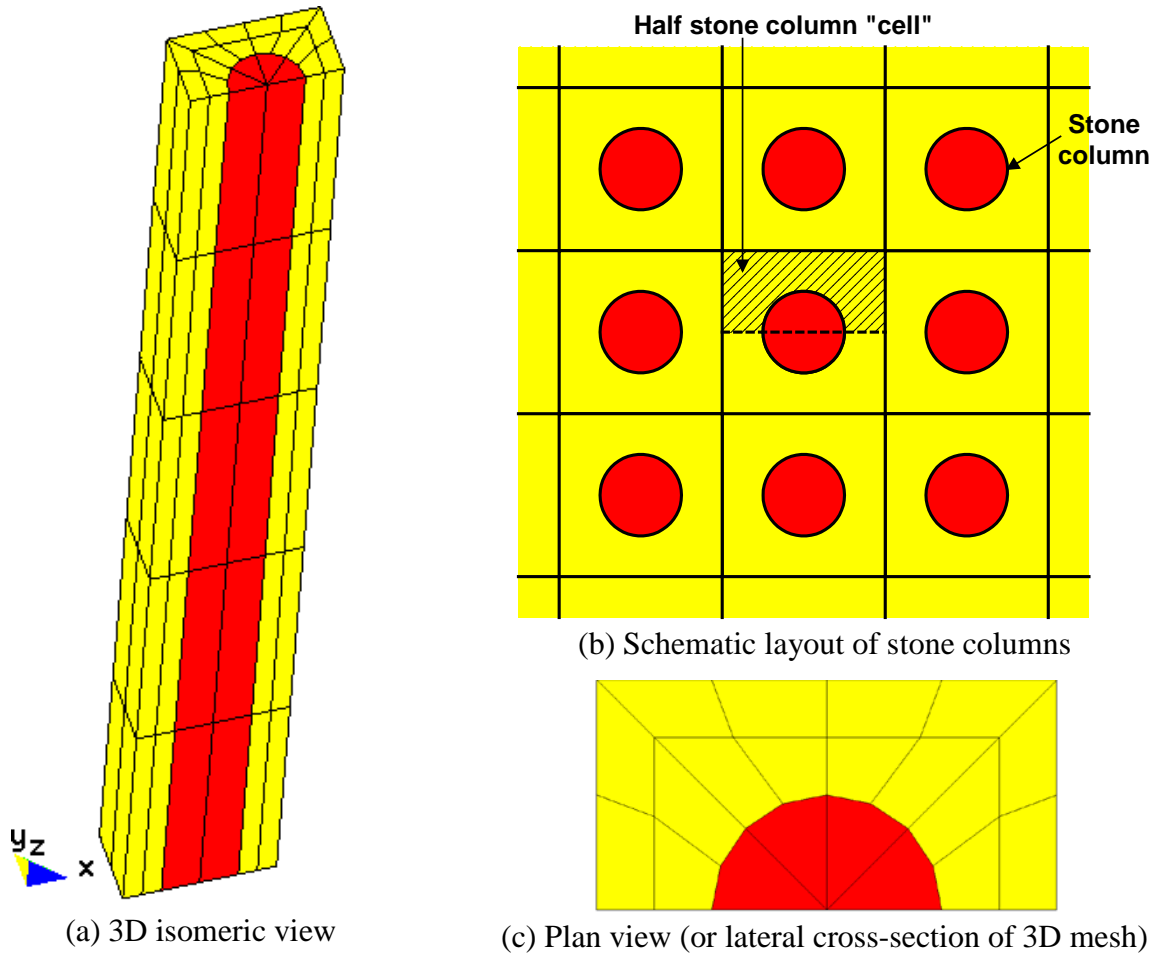 Half stone column "cell"
Stone
column
(b) Schematic layout of stone columns
y
z
x
(a) 3D isomeric view
(c) Plan view (or lateral cross-section of 3D mesh)